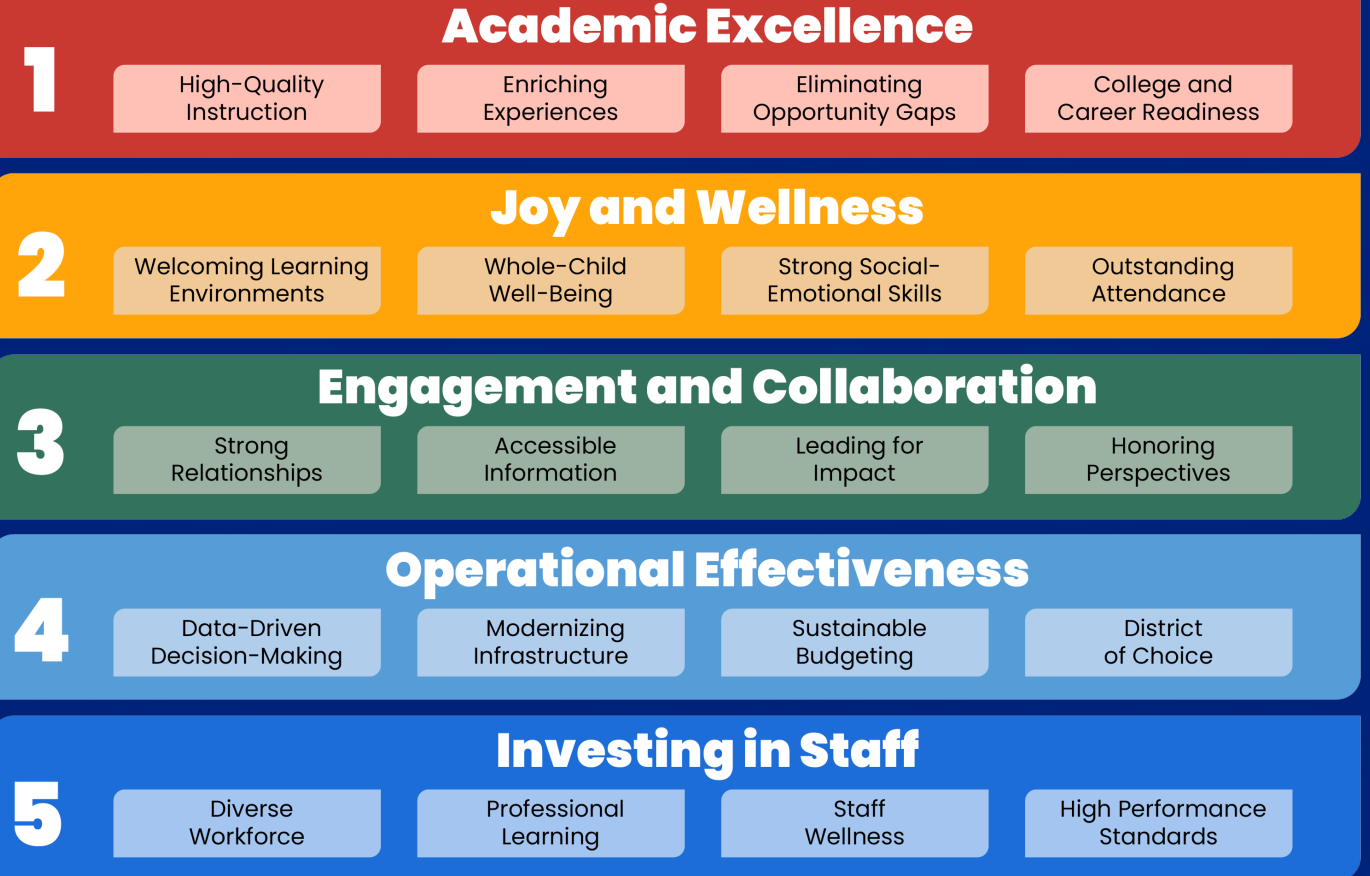 Academic Excellence
1
High-Quality
Instruction
Enriching
Experiences
Eliminating
Opportunity Gaps
College and
Career Readiness
Joy and Wellness
2
Welcoming Learning
Environments
Whole-Child
Well-Being
Strong Social-
Emotional Skills
Outstanding
Attendance
Engagement and Collaboration
3
Strong
Relationships
Accessible
Information
Leading for
Impact
Honoring
Perspectives
Operational Effectiveness
4
Data-Driven
Decision-Making
Modernizing
Infrastructure
Sustainable
Budgeting
District
of Choice
Investing in Staff
5
Diverse
Workforce
Professional
Learning
Staff
Wellness
High Performance
Standards